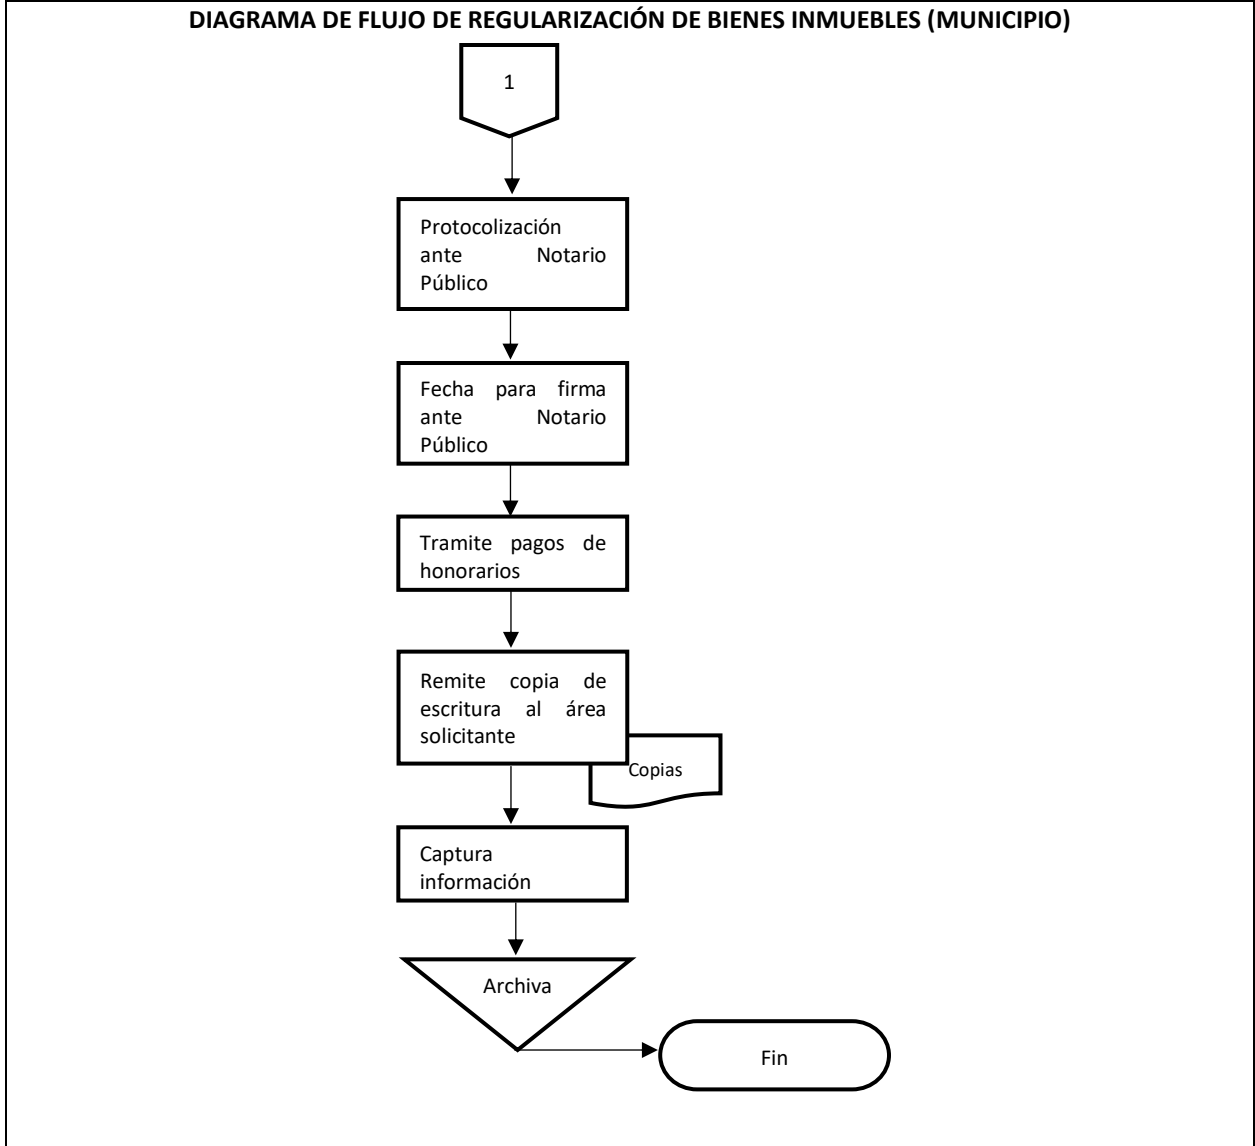 DIAGRAMA DE FLUJO DE REGULARIZACIÓN DE BIENES INMUEBLES (MUNICIPIO)
1
Protocolización
ante Notario
Público
Fecha para firma
ante Notario
Público
Tramite pagos de
honorarios
Remite copia de
escritura al área
solicitante
Copias
Captura
información
Archiva
Fin